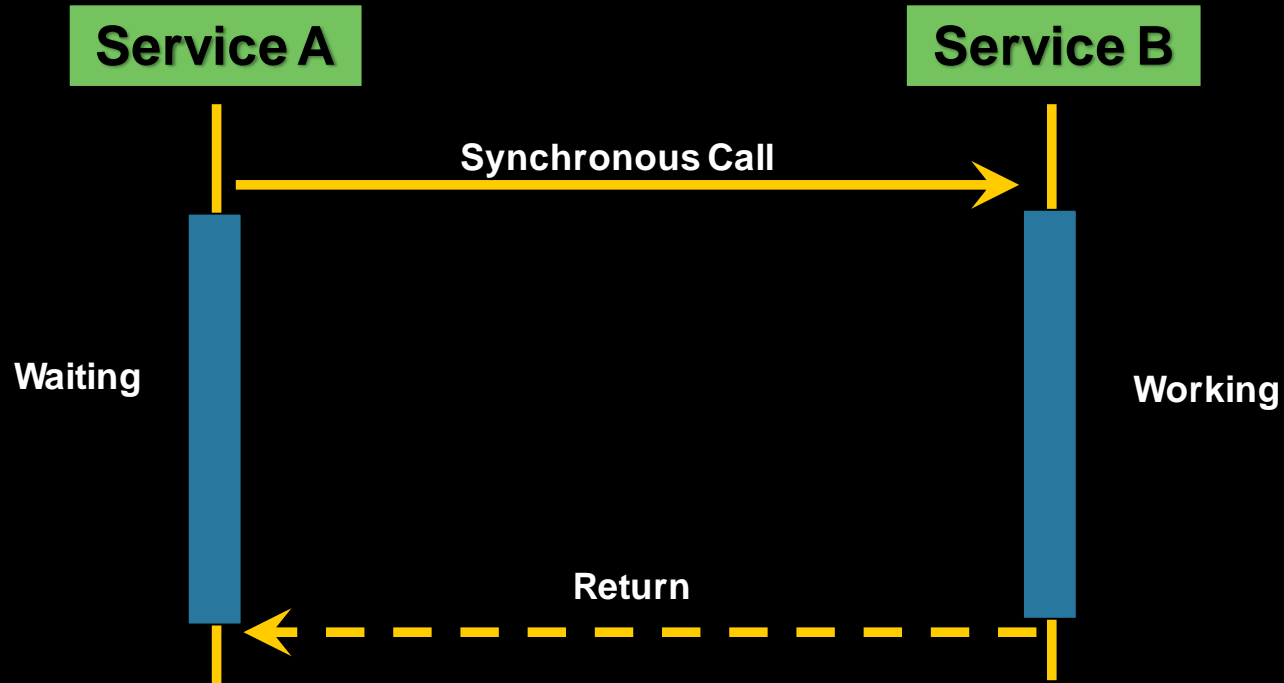 Service A
Service B
Synchronous Call
Waiting
Working
Return